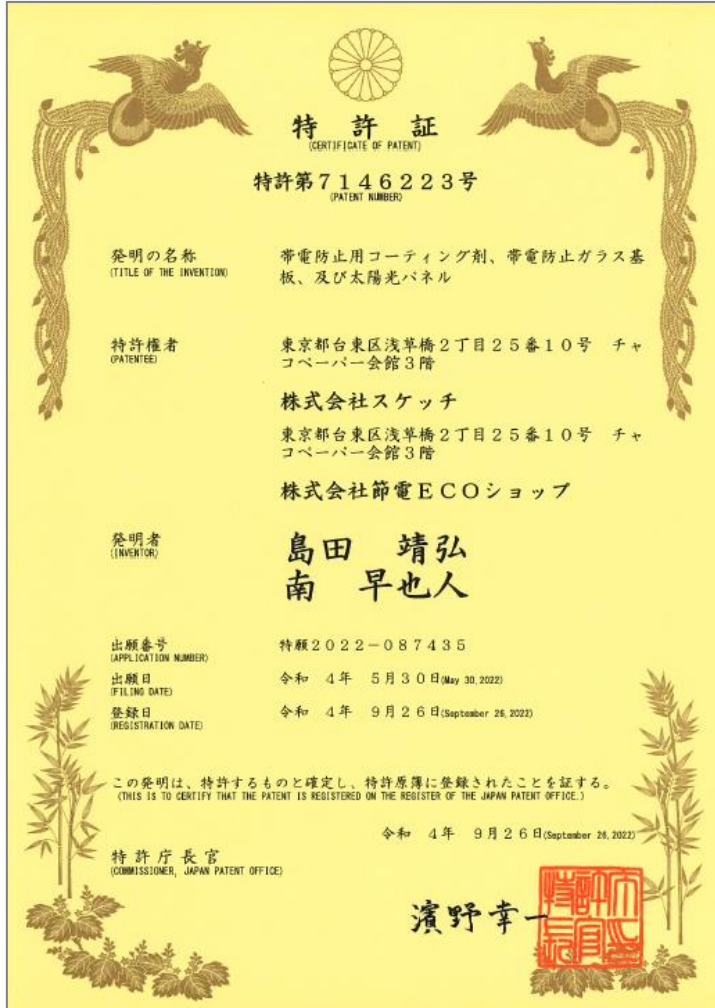 特許証
(CERTIFICATE OF PATENT)
特許第7146223号
(PATENT NUMBER)
発明の名称
(TITLE OF THE INVENTION)
帯電防止用コーティング剤、帯電防止ガラス基
板、及び太陽光パネル
特許権者
(PATENTEE)
東京都台東区浅草橋2丁目25番10号 チャ
コペーパー会館3階
株式会社スケッチ
東京都台東区浅草橋2丁目25番10号 チャ
コペーパー会館3階
株式会社節電ECOショップ
発明者
(INVENTOR)
島田 靖弘
南 早也人
出願番号
(APPLICATION NUMBER)
特願2022-087435
出願日
(FILING DATE)
令和 4年 5月30日(May 30,2022)
登録日
(REGISTRATION DATE)
令和 4年 9月26日(September 26,2022)
この発明は、特許するものと確定し、特許原簿に登録されたことを証する。
(THIS IS TO CERTIFY THAT THE PATENT IS REGISTERED ON THE REGISTER OF THE JAPAN PATENT OFFICE.)
令和 4年 9月26日(September 26,2022)
特許庁長官
(COMMISSIONER, JAPAN PATENT OFFICE)
濱野幸一